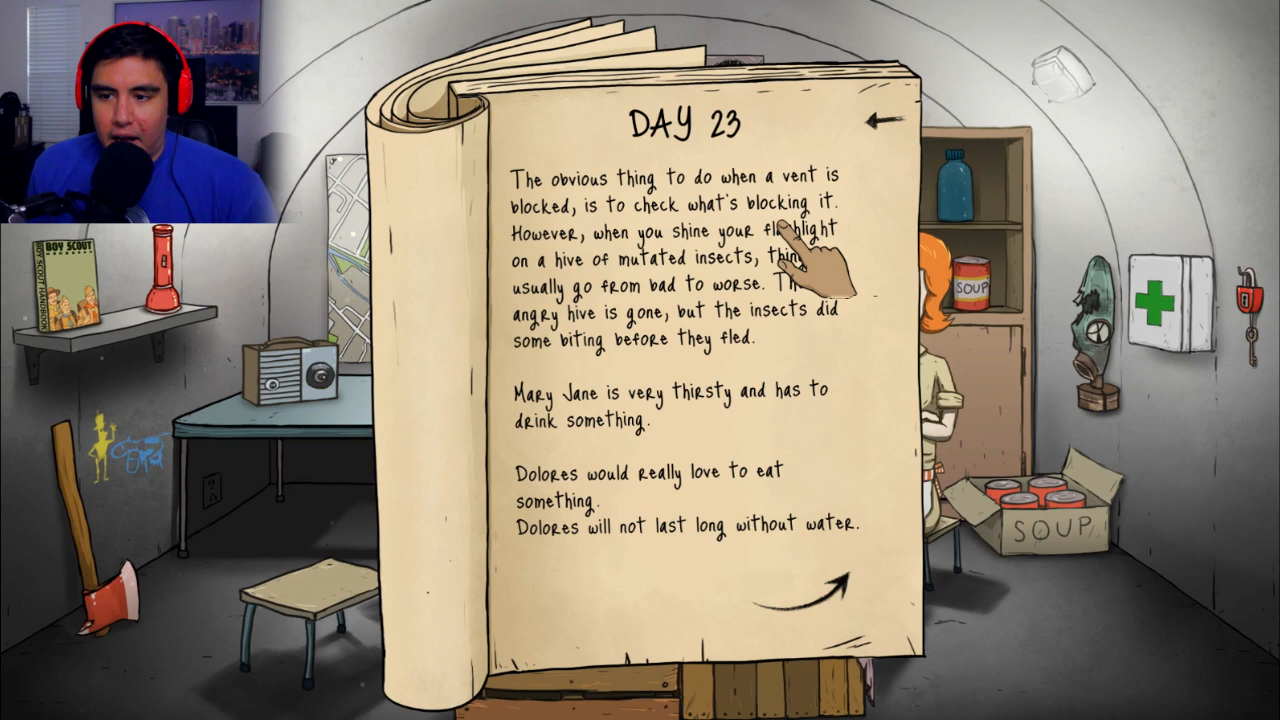 DAY 23
The obvious thing to do when a vent is
blocked, is to check what's blocking it.
However, when you shine your
on a hive of mutated insects,
usually go from bad to worse.
angry hive is gone, but the insects did
some biting before they fled.
Mary Jane is very thirsty and has to
drink something.
Dolores would really love to eat
something.
Dolores will not last long without water.
BOY SCOUT
BOY SCOUT HANDBOOK
SOUP
SOUP